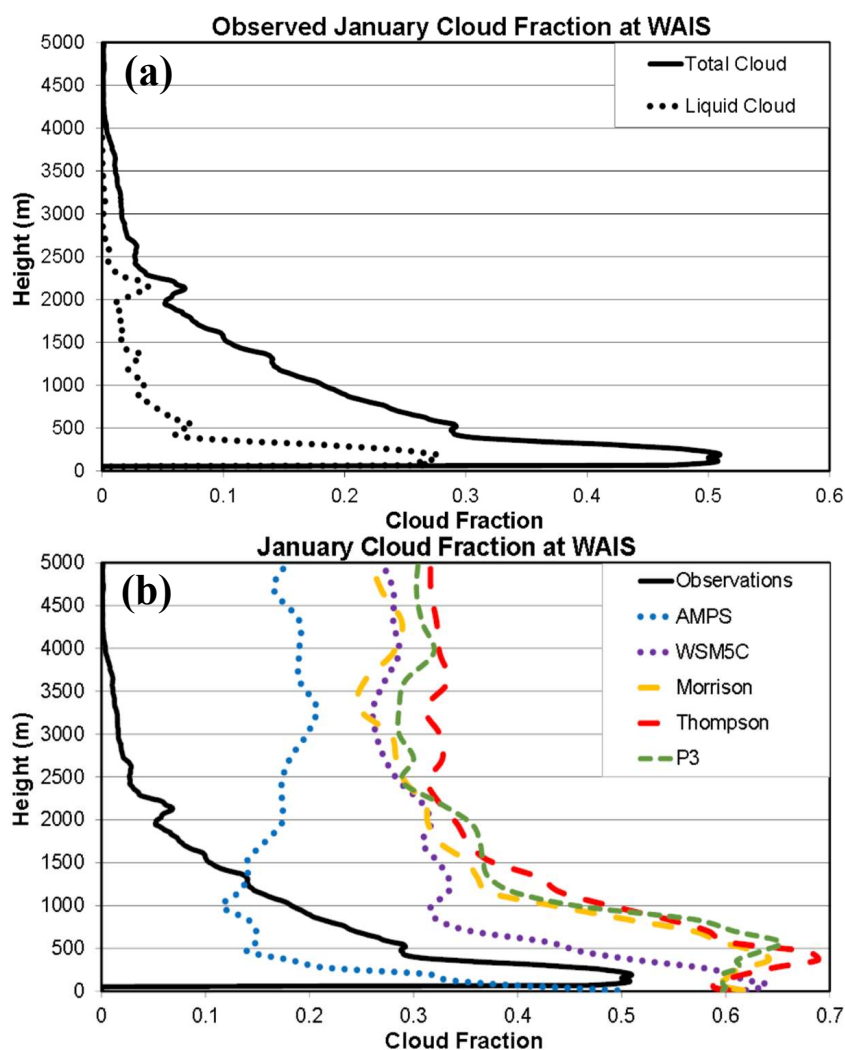 Observed January Cloud Fraction at WAIS
(a)
Total Cloud
Liquid Cloud
Height (m)
5000
4500
4000
3500
3000
2500
2000
1500
1000
500
0
0 0.1 0.2 0.3 0.4 0.5 0.6
Cloud Fraction
January Cloud Fraction at WAIS
(b)
Observations
AMPS
WSM5C
Morrison
Thompson
P3
Height (m)
5000
4500
4000
3500
3000
2500
2000
1500
1000
500
0
0 0.1 0.2 0.3 0.4 0.5 0.6 0.7
Cloud Fraction